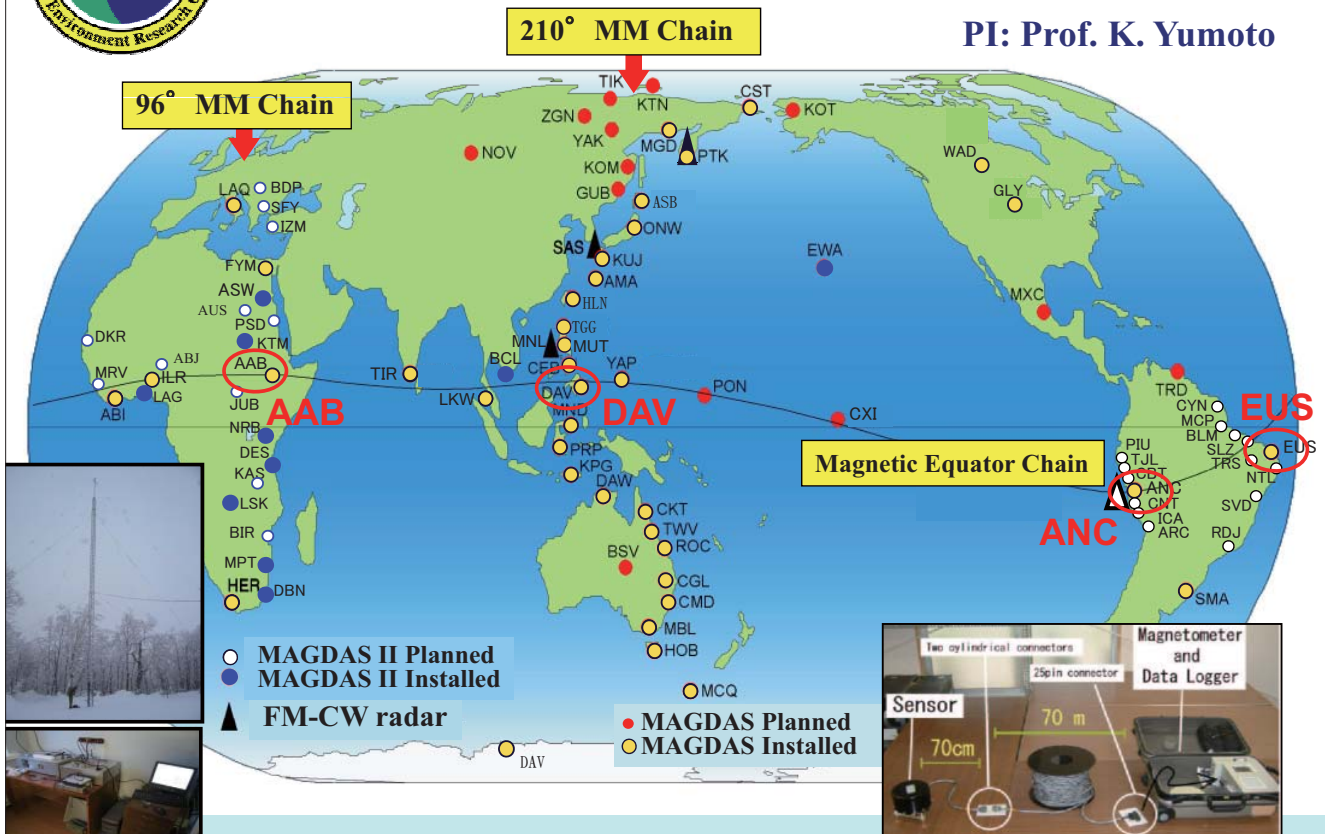 Environment Research C
210° MM Chain
PI: Prof. K. Yumoto
96° MM Chain
TIK
KTN
CST
KOT
ZGN
YAK
MGD
PTK
NOV
KOM
WAD
GUB
GLY
LAQ
BDP
SFY
IZM
ASB
ONW
SAS
KUJ
EWA
AMA
FYM
ASW
HLN
MXC
AUS
PSD
TGG
DKR
KTM
MNL
MUT
ABJ
AAB
BCL
CEB
YAP
TIR
MRV
ILR
LAG
ABI
JUB
AAB
LKW
DAV
DAV
PON
TRD
CXI
CYN
MCP
BLM
SLZ
TRS
EUS
EUS
NTL
NRB
MND
DES
PRP
KAS
KPG
Magnetic Equator Chain
PIU
TJL
CDT
ANC
CNT
ICA
ARC
ANC
SVD
RDJ
LSK
DAW
CKT
TWV
BIR
ROC
BSV
MPT
HER
DBN
CGL
CMD
SMA
MBL
HOB
MCQ
DAV
MAGDAS II Planned
MAGDAS II Installed
FM-CW radar
MAGDAS Planned
MAGDAS Installed
Two cylindrical connectors
25pin connector
Magnetometer
and
Data Logger
Sensor
70 m
70cm